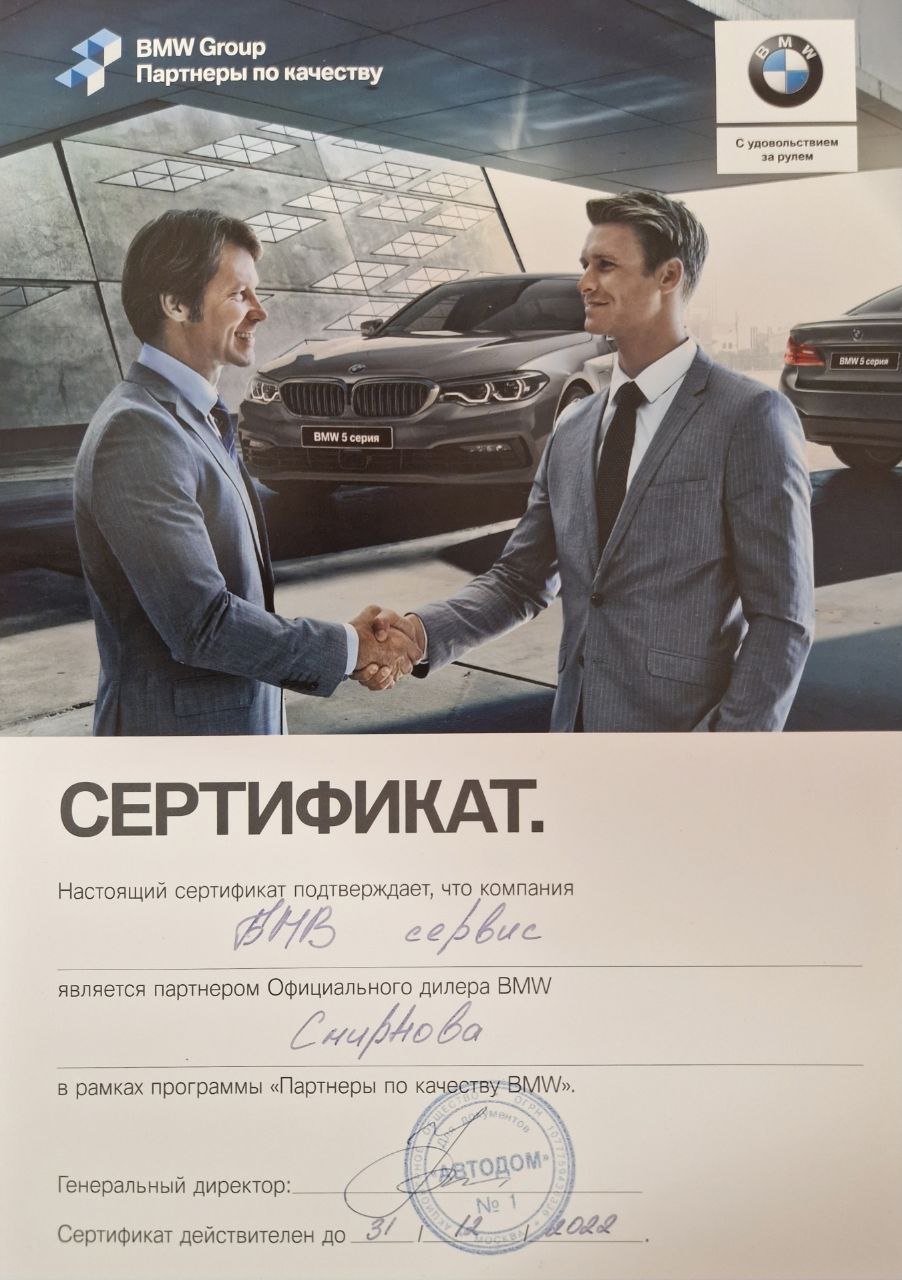 BMW Group
Партнеры по качеству
BMW
С удовольствием
за рулем
BMW 5 серия
BMW 5 серия
СЕРТИФИКАТ.
Настоящий сертификат подтверждает, что компания
БМВ сервис
является партнером Официального дилера BMW
Смирнова
в рамках программы «Партнеры по качеству BMW».
АКЦИОНЕРНОЕ ОБЩЕСТВО ОГРН
Для документов
АВТОДОМ»
№ 1
МОСКВА
Генеральный директор:
Сертификат действителен до 31 / 12 / 2022.